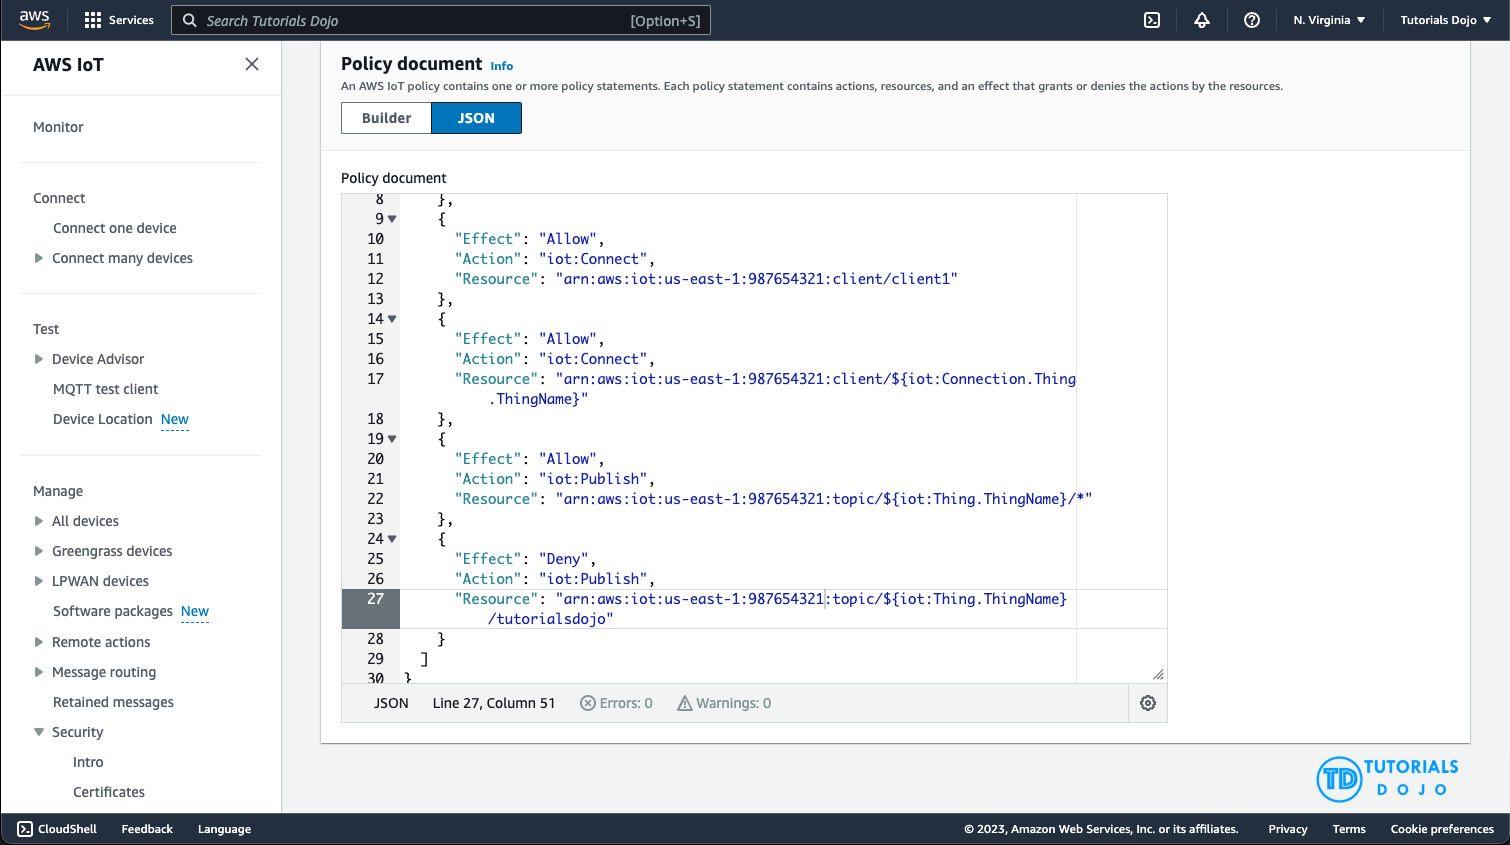 aws
Services
Search Tutorials Dojo
[Option+S]
N. Virginia
Tutorials Dojo
AWS IoT
Monitor
Connect
Connect one device
Connect many devices
Test
Device Advisor
MQTT test client
Device Location New
Manage
All devices
Greengrass devices
LPWAN devices
Software packages New
Remote actions
Message routing
Retained messages
Security
Intro
Certificates
Policy document Info
An AWS IoT policy contains one or more policy statements. Each policy statement contains actions, resources, and an effect that grants or denies the actions by the resources.
Builder
JSON
Policy document
8 },
9 {
10 "Effect": "Allow",
11 "Action": "iot:Connect",
12 "Resource": "arn:aws:iot:us-east-1:987654321:client/client1"
13 },
14 {
15 "Effect": "Allow",
16 "Action": "iot:Connect",
17 "Resource": "arn:aws:iot:us-east-1:987654321:client/${iot:Connection.Thing
.ThingName}"
18 },
19 {
20 "Effect": "Allow",
21 "Action": "iot:Publish",
22 "Resource": "arn:aws:iot:us-east-1:987654321:topic/${iot:Thing.ThingName}/*"
23 },
24 {
25 "Effect": "Deny",
26 "Action": "iot:Publish",
27 "Resource": "arn:aws:iot:us-east-1:987654321:topic/${iot:Thing.ThingName}
/tutorialsdojo"
28 }
29 ]
30 }
JSON Line 27, Column 51 Errors: 0 Warnings: 0
TD TUTORIALS
DOJO
CloudShell Feedback Language
© 2023, Amazon Web Services, Inc. or its affiliates. Privacy Terms Cookie preferences